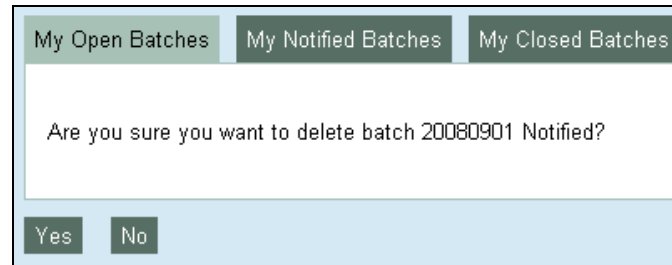 My Open Batches My Notified Batches My Closed Batches
Are you sure you want to delete batch 20080901 Notified?
Yes No